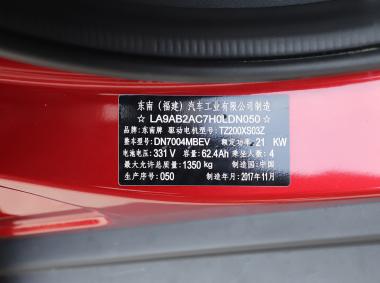 东南（福建）汽车工业有限公司制造
☆ LA9AB2AC7H0LDN050 ☆
品牌：东南牌 驱动电机型号：TZ200XS03Z
整车型号：DN7004MBEV 额定功率：21 KW
电池电压：331 V 容量：62.4Ah 乘坐人数：4
最大允许总质量：1350kg 制造国：中国
生产序号：050 制造年月：2017年11月